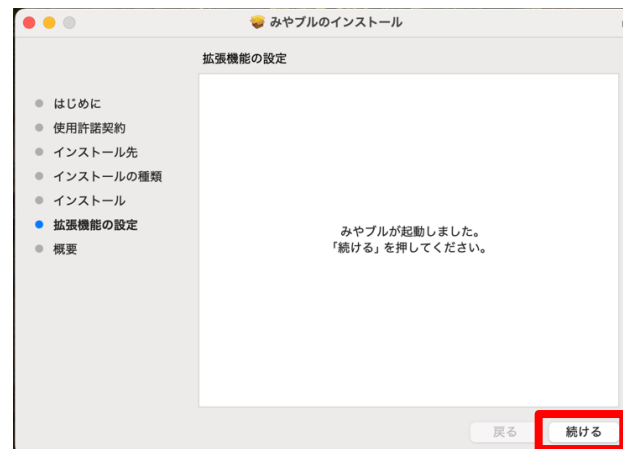 みやブルのインストール
拡張機能の設定
はじめに
使用許諾契約
インストール先
インストールの種類
インストール
拡張機能の設定
概要
みやブルが起動しました。
「続ける」を押してください。
戻る
続ける